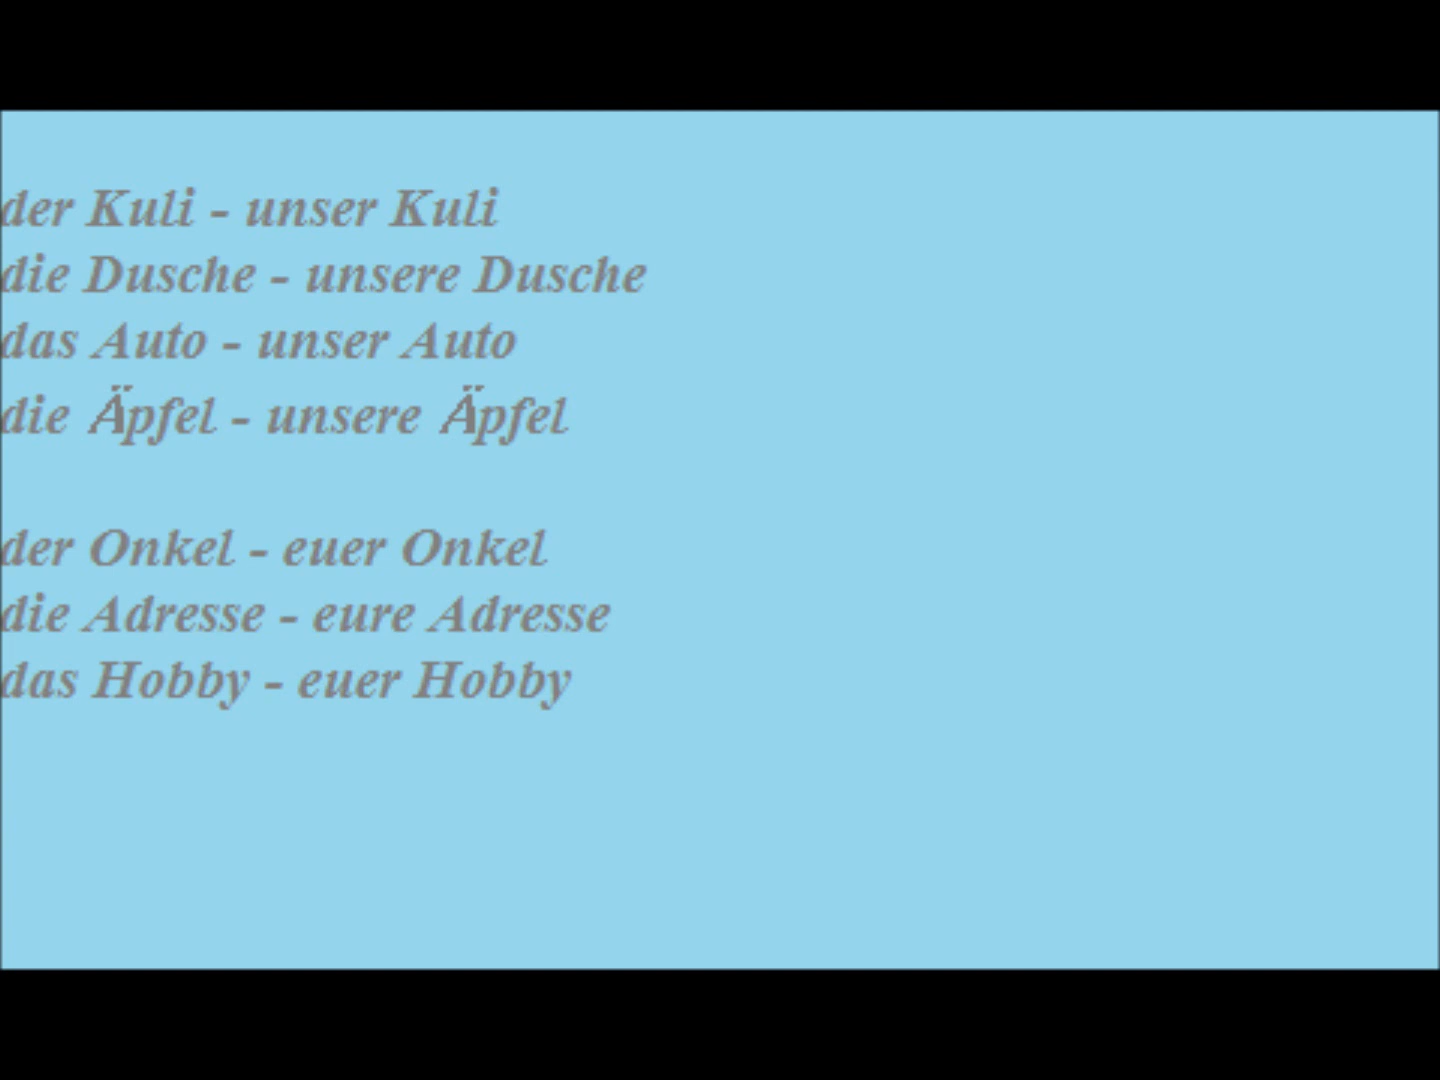 der Kuli - unser Kuli
die Dusche - unsere Dusche
das Auto - unser Auto
die Äpfel - unsere Äpfel
der Onkel - euer Onkel
die Adresse - eure Adresse
das Hobby - euer Hobby